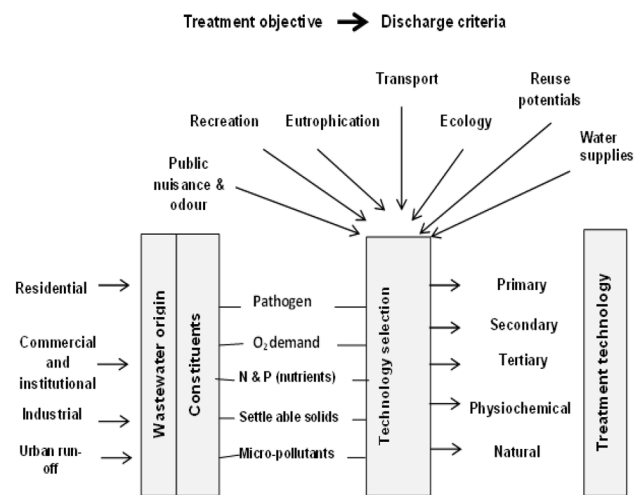 Treatment objective → Discharge criteria
Transport
Reuse
potentials
Recreation
Eutrophication
Ecology
Water
supplies
Public
nuisance &
odour
Residential
Commercial
and
institutional
Industrial
Urban run-
off
Wastewater origin
Constituents
Pathogen
O₂ demand
N & P (nutrients)
Settle able solids
Micro-pollutants
Technology selection
Primary
Secondary
Tertiary
Physiochemical
Natural
Treatment technology